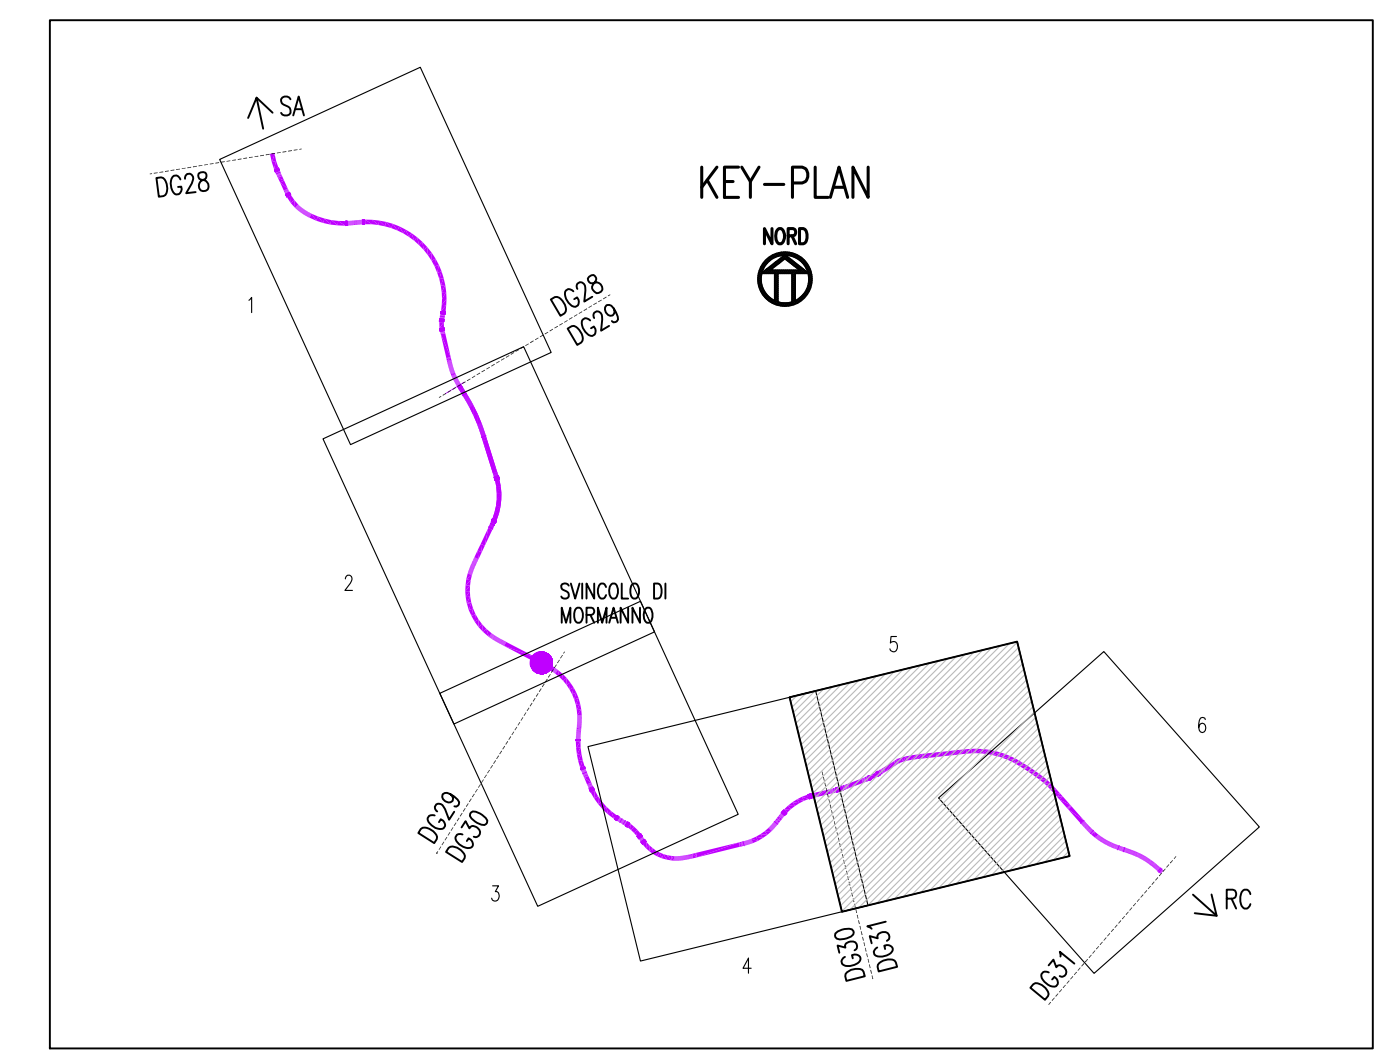 SA
DG28
KEY-PLAN
NORD
1
DG28
DG29
2
SVINCOLO DI
MORMANNO
5
6
DG29
DG30
3
4
DG30
DG31
RC
DG31